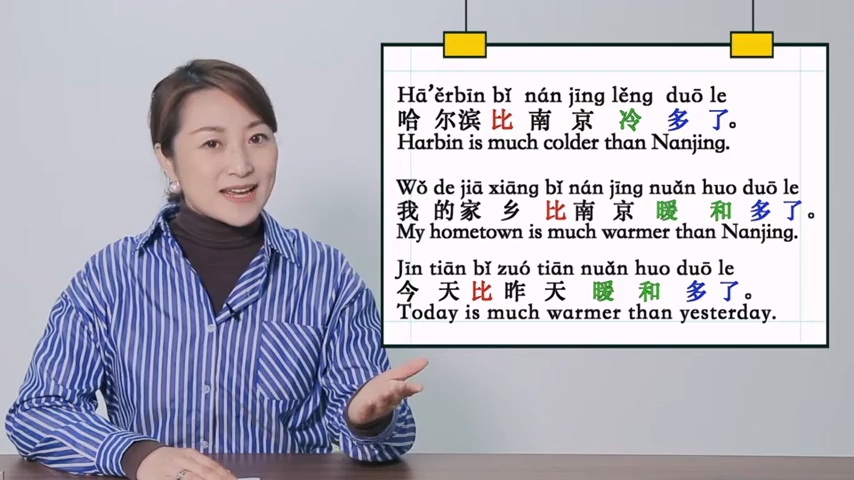 Hā’ěrbīn bǐ nán jīng lěng duō le
哈尔滨比南京冷多了。
Harbin is much colder than Nanjing.
Wǒ de jiā xiāng bǐ nán jīng nuǎn huo duō le
我的家乡比南京暖和多了。
My hometown is much warmer than Nanjing.
Jīn tiān bǐ zuó tiān nuǎn huo duō le
今天比昨天暖和多了。
Today is much warmer than yesterday.